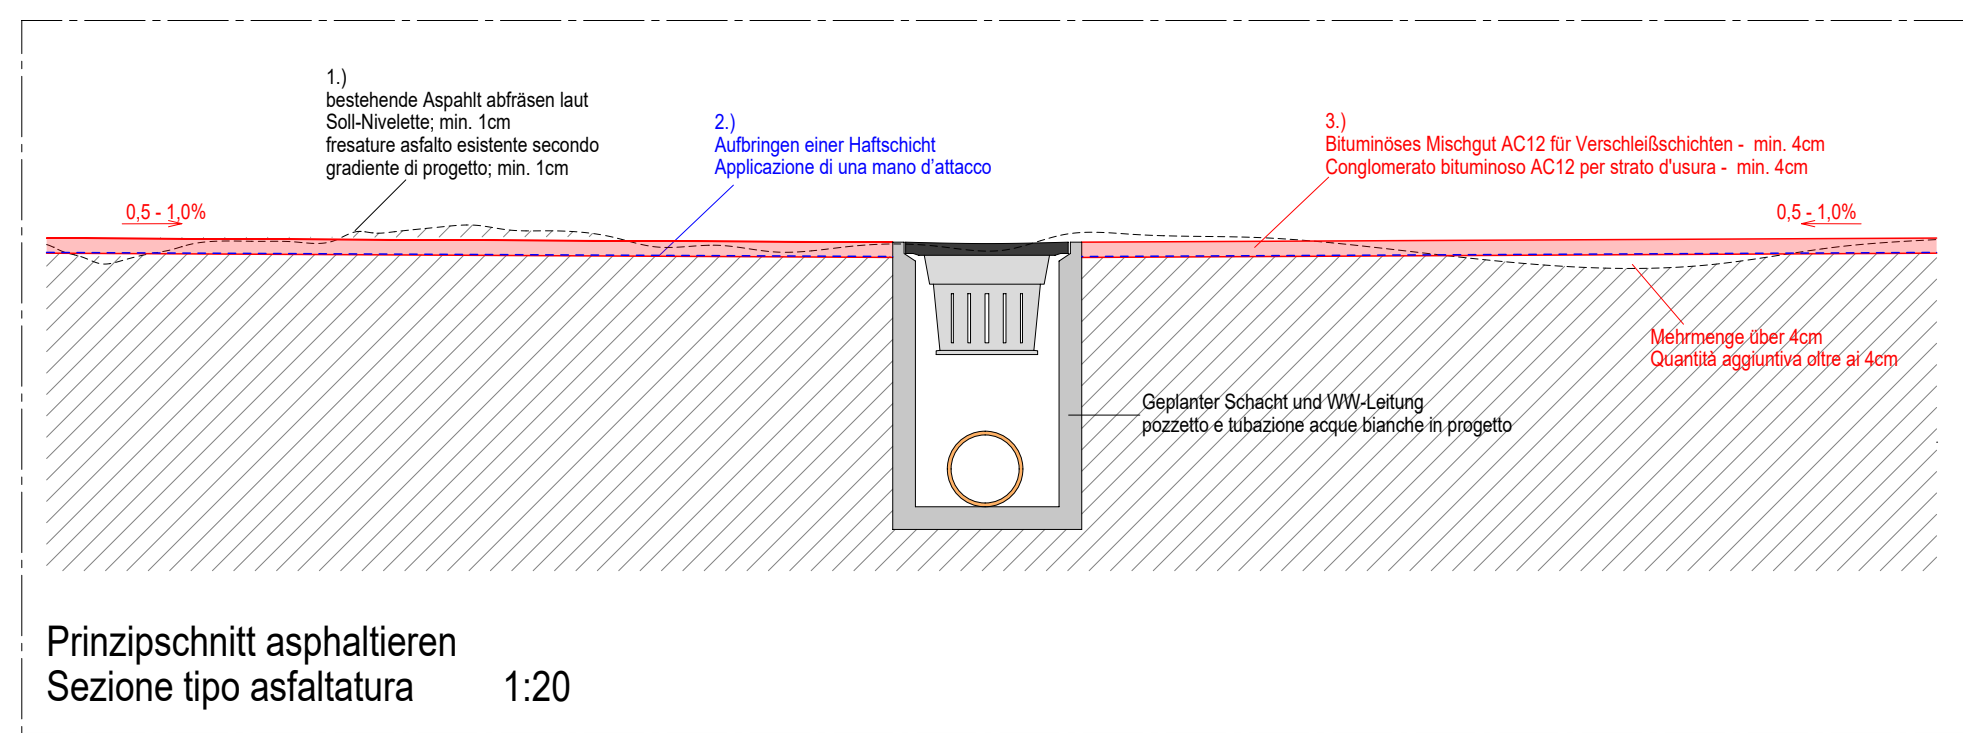 1.)
bestehende Aspahlt abfräsen laut
Soll-Nivelette; min. 1cm
fresature asfalto esistente secondo
gradiente di progetto; min. 1cm
2.)
Aufbringen einer Haftschicht
Applicazione di una mano d'attacco
3.)
Bituminöses Mischgut AC12 für Verschleißschichten -  min. 4cm
Conglomerato bituminoso AC12 per strato d'usura -  min. 4cm
0,5 - 1,0%
0,5 - 1,0%
Mehrmenge über 4cm
Quantità aggiuntiva oltre ai 4cm
Geplanter Schacht und WW-Leitung
pozzetto e tubazione acque bianche in progetto
Prinzipschnitt asphaltieren
Sezione tipo asfaltatura 1:20